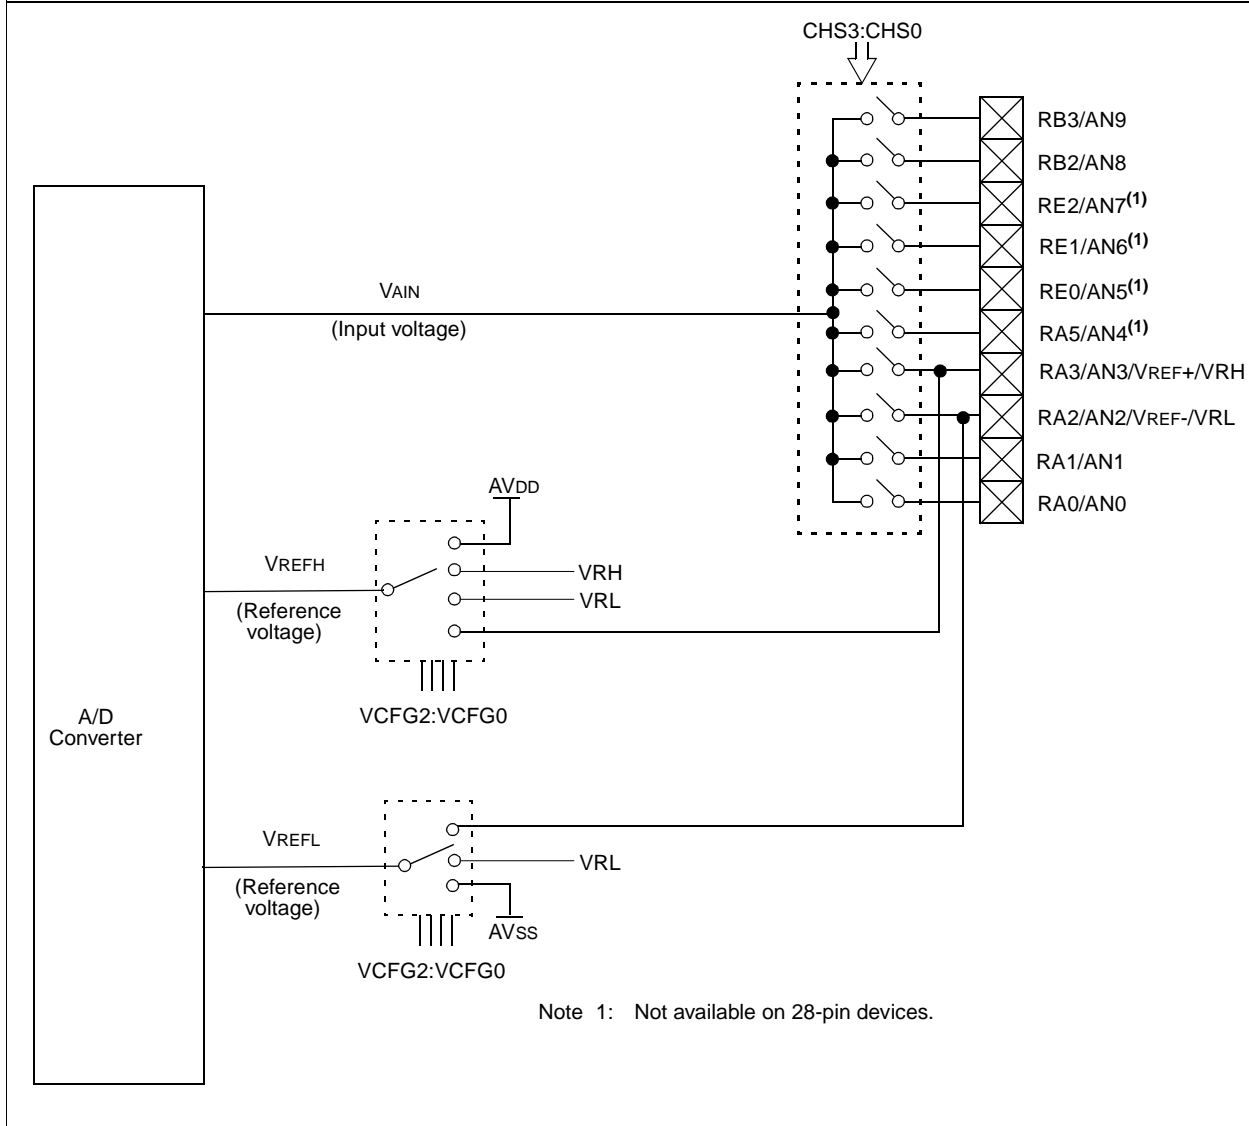 CHS3:CHS0
RB3/AN9
RB2/AN8
RE2/AN7(1)
RE1/AN6(1)
RE0/AN5(1)
RA5/AN4(1)
RA3/AN3/VREF+/VRH
RA2/AN2/VREF-/VRL
RA1/AN1
RA0/AN0
VAIN
(Input voltage)
AVDD
VREFH
(Reference
voltage)
VRH
VRL
VCFG2:VCFG0
A/D
Converter
VREFL
(Reference
voltage)
VRL
AVSS
VCFG2:VCFG0
Note 1: Not available on 28-pin devices.